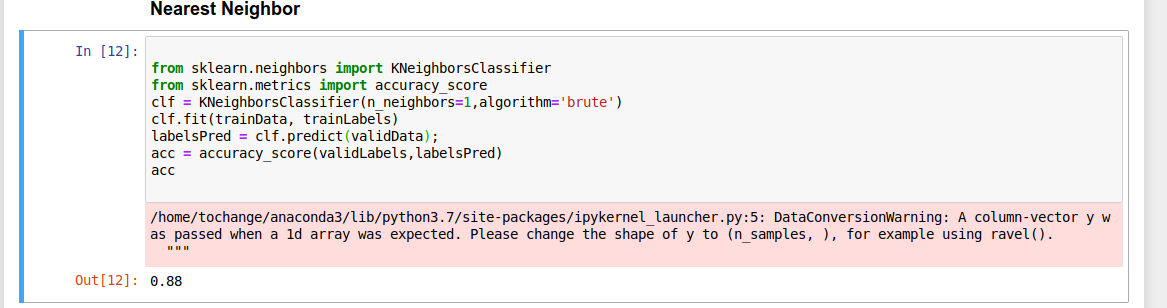 Nearest Neighbor
In [12]:
from sklearn.neighbors import KNeighborsClassifier
from sklearn.metrics import accuracy_score
clf = KNeighborsClassifier(n_neighbors=1,algorithm='brute')
clf.fit(trainData, trainLabels)
labelsPred = clf.predict(validData);
acc = accuracy_score(validLabels,labelsPred)
acc
/home/tochange/anaconda3/lib/python3.7/site-packages/ipykernel_launcher.py:5: DataConversionWarning: A column-vector y w
as passed when a 1d array was expected. Please change the shape of y to (n_samples, ), for example using ravel().
"""
Out[12]: 0.88